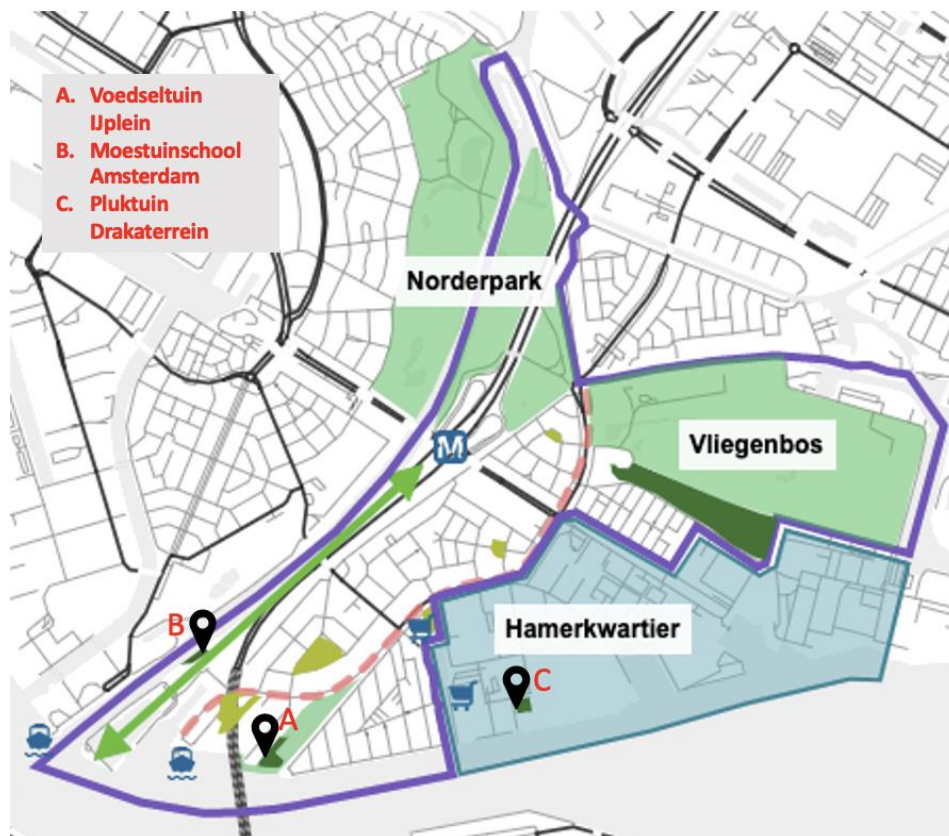 A. Voedseltuin
IJplein
B. Moestuinschool
Amsterdam
C. Pluktuin
Drakaterrein
Norderpark
M
Vliegenbos
Hamerkwartier
B
C
A